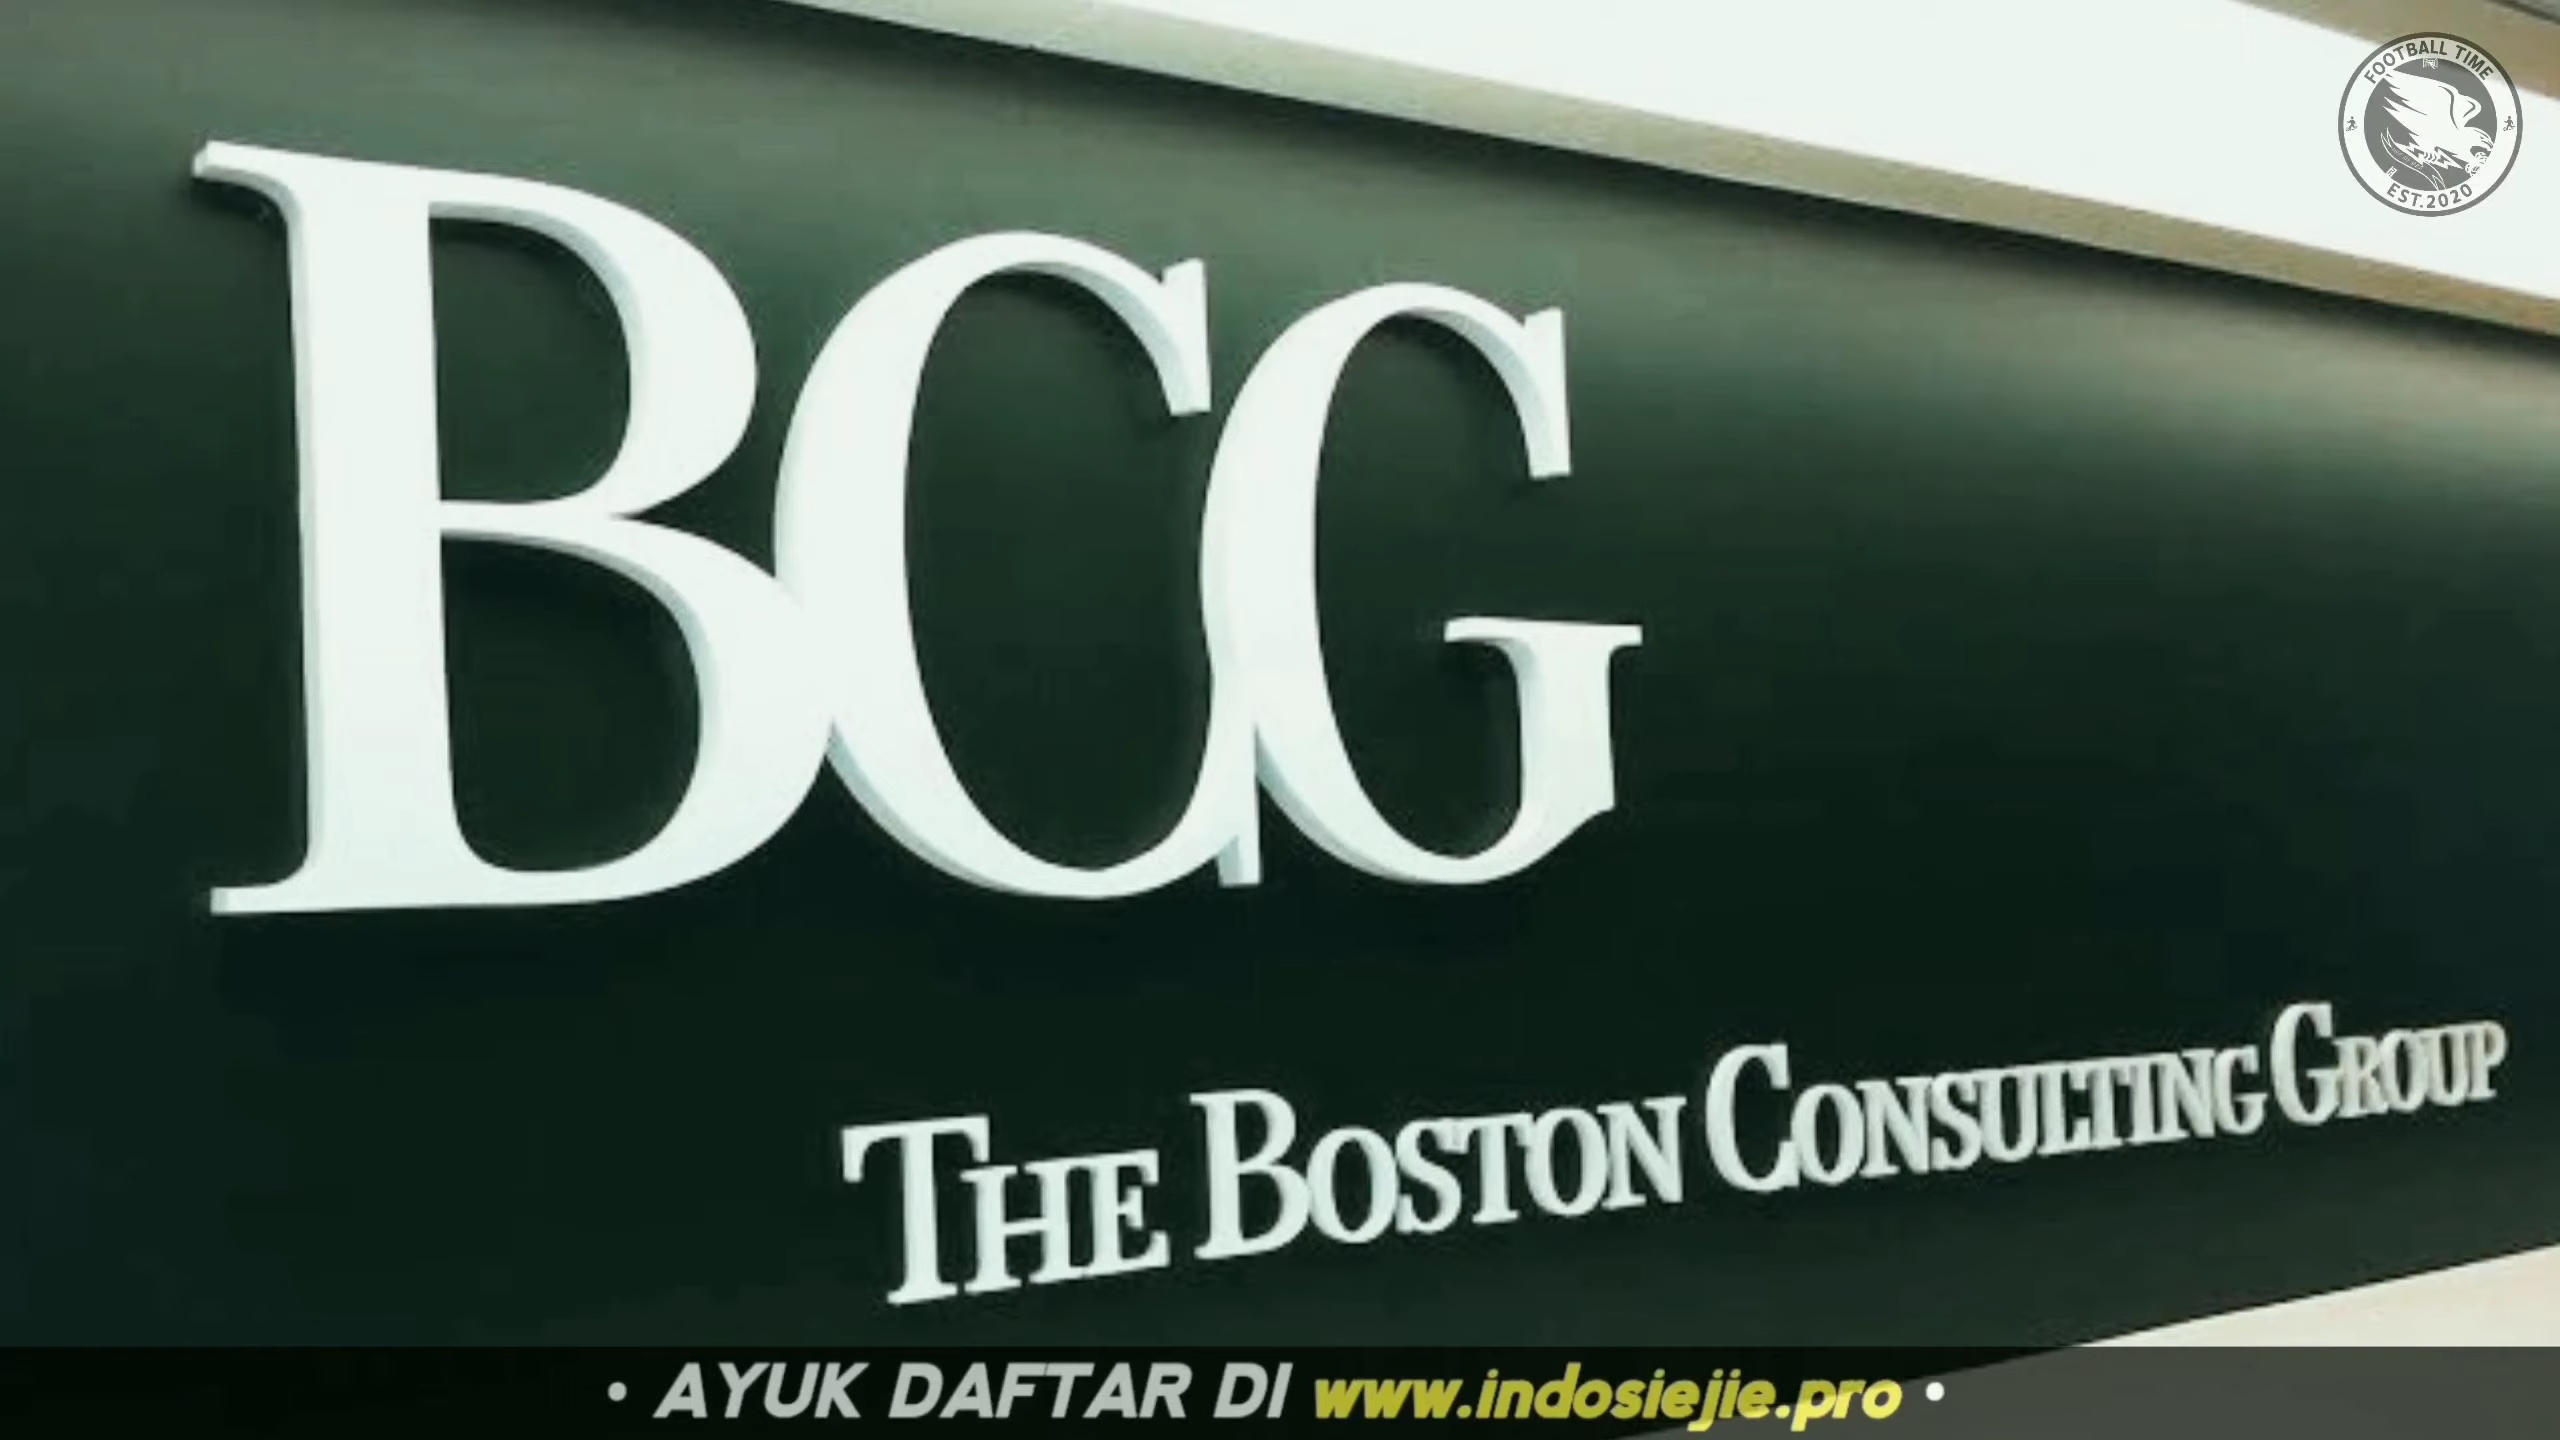 FOOTBALL TIME
EST.2020
BCG
THE BOSTON CONSULTING GROUP
• AYUK DAFTAR DI www.indosiejie.pro •